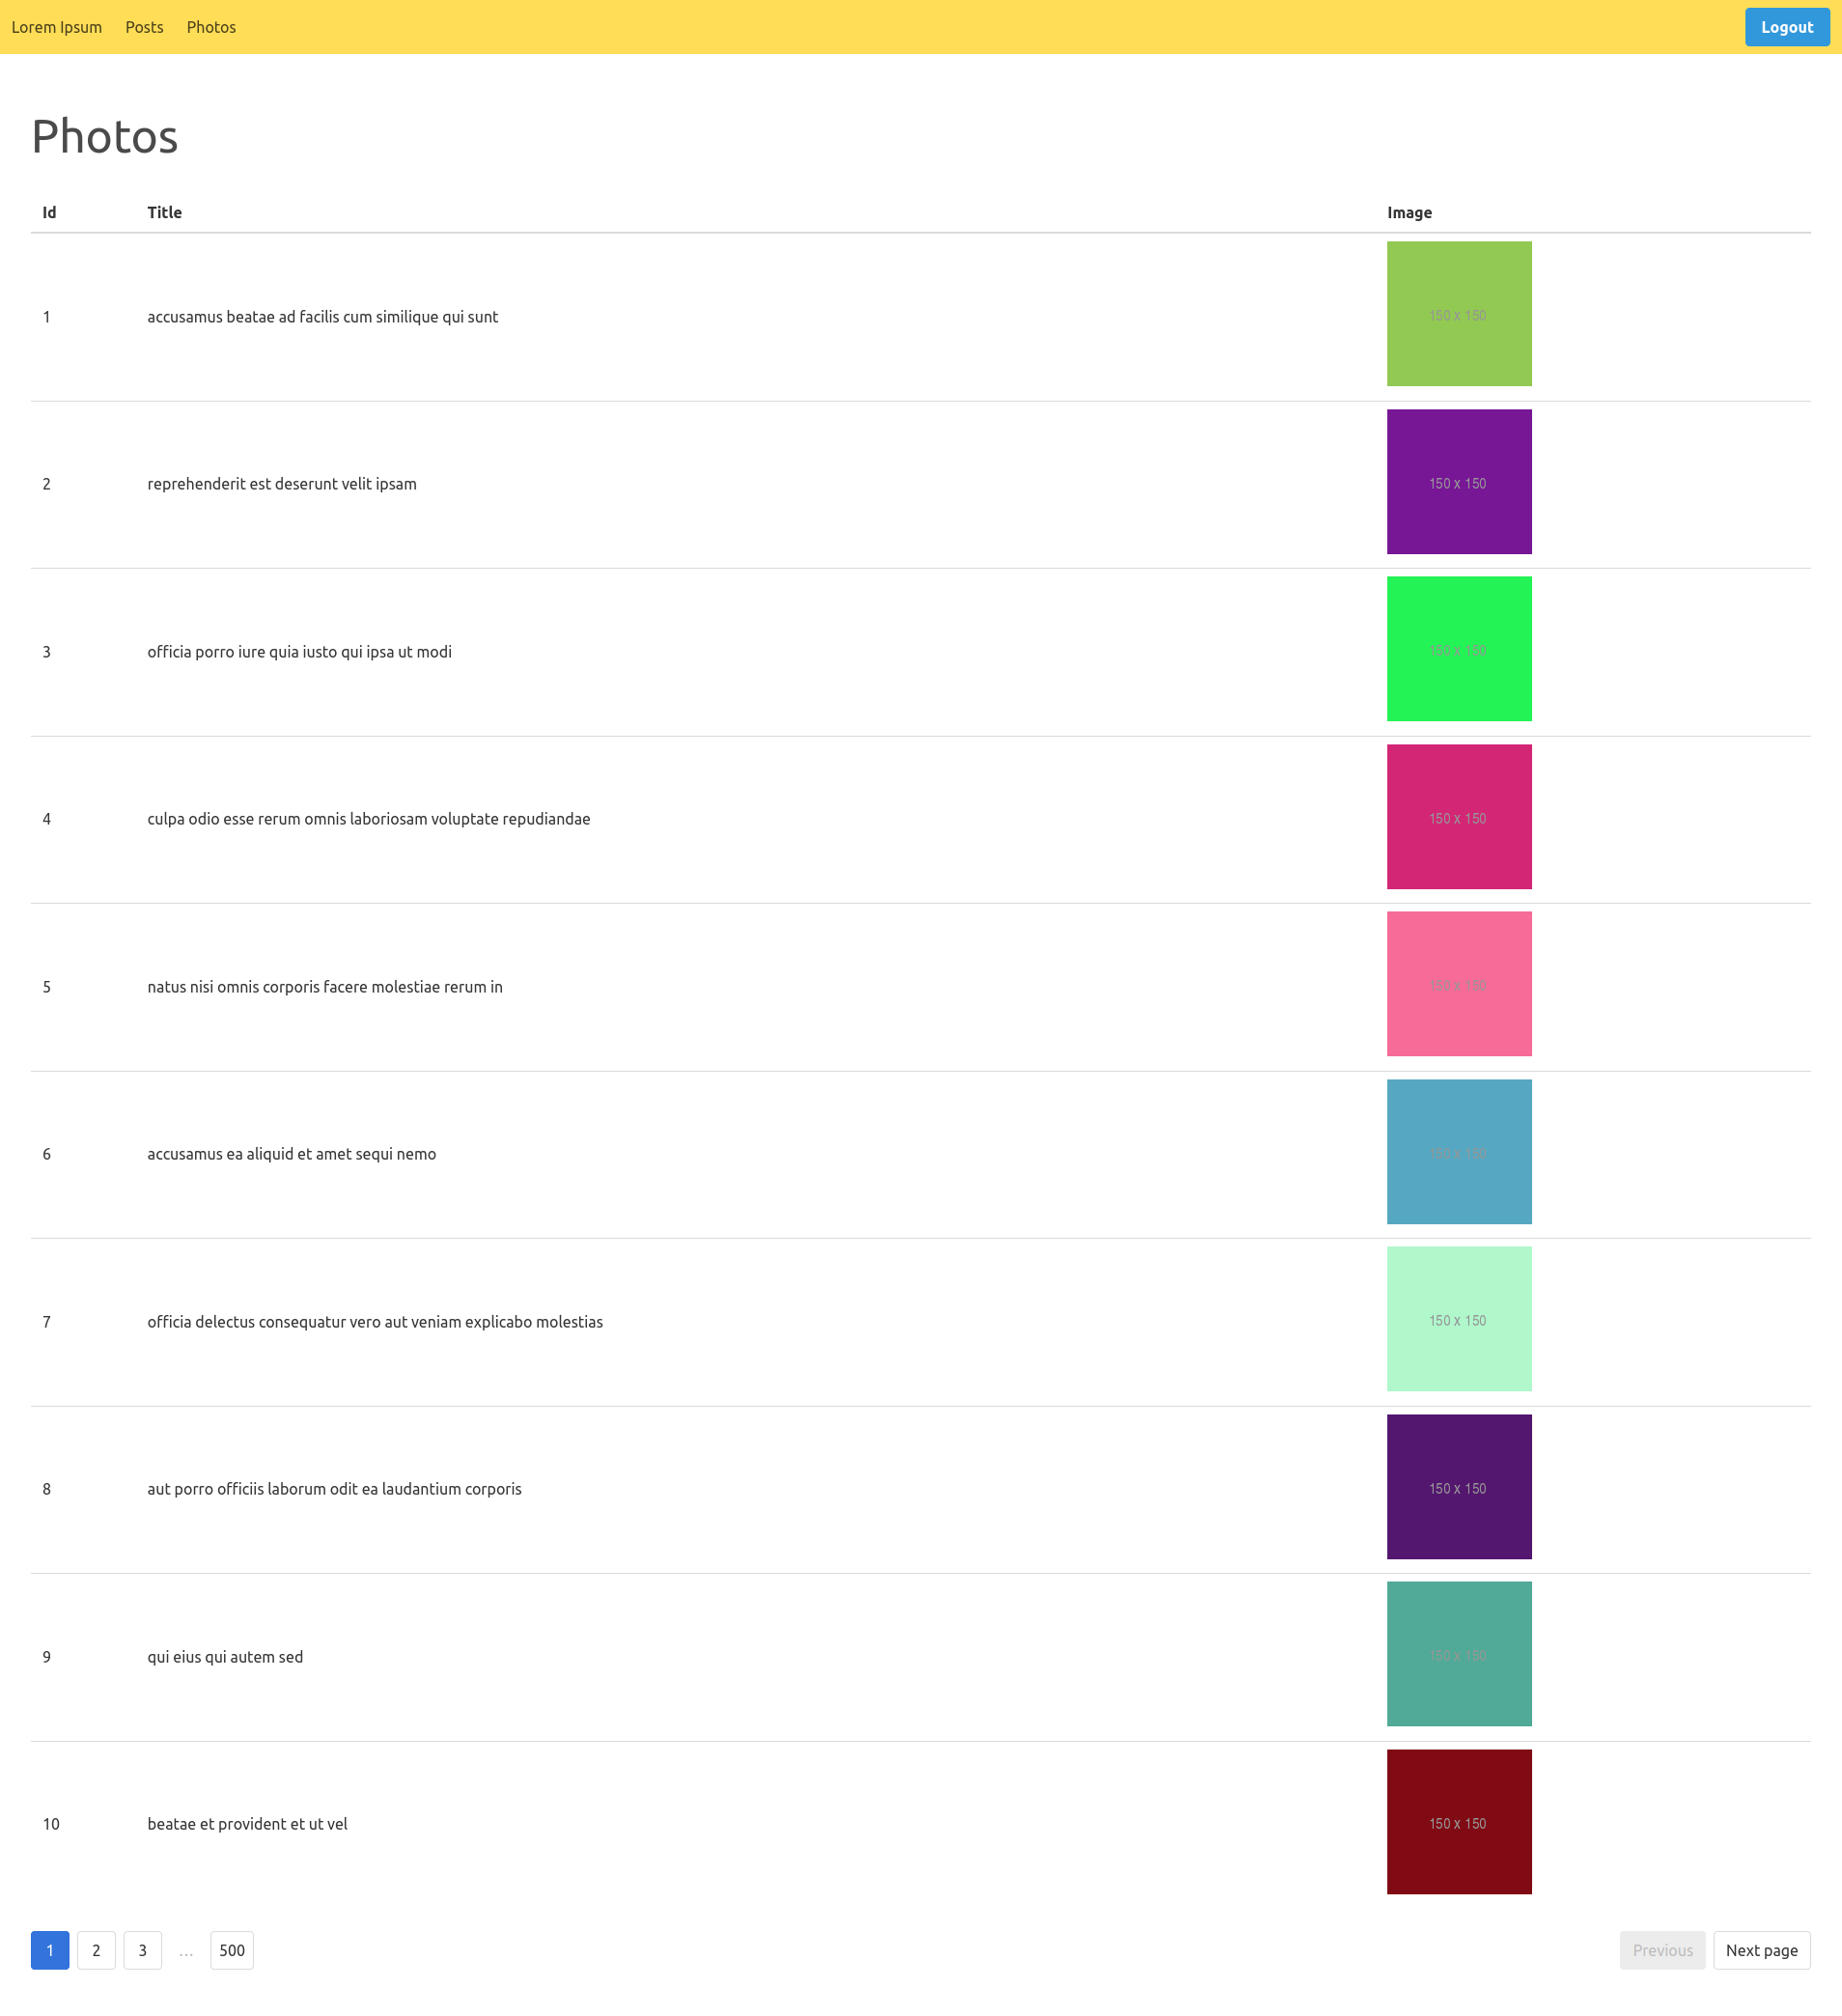 Lorem Ipsum Posts Photos Logout
Photos
Id Title Image
1 accusamus beatae ad facilis cum similique qui sunt 150 x 150
2 reprehenderit est deserunt velit ipsam 150 x 150
3 officia porro iure quia iusto qui ipsa ut modi 150 x 150
4 culpa odio esse rerum omnis laboriosam voluptate repudiandae 150 x 150
5 natus nisi omnis corporis facere molestiae rerum in 150 x 150
6 accusamus ea aliquid et amet sequi nemo 150 x 150
7 officia delectus consequatur vero aut veniam explicabo molestias 150 x 150
8 aut porro officiis laborum odit ea laudantium corporis 150 x 150
9 qui eius qui autem sed 150 x 150
10 beatae et provident et ut vel 150 x 150
1 2 3 … 500 Previous Next page